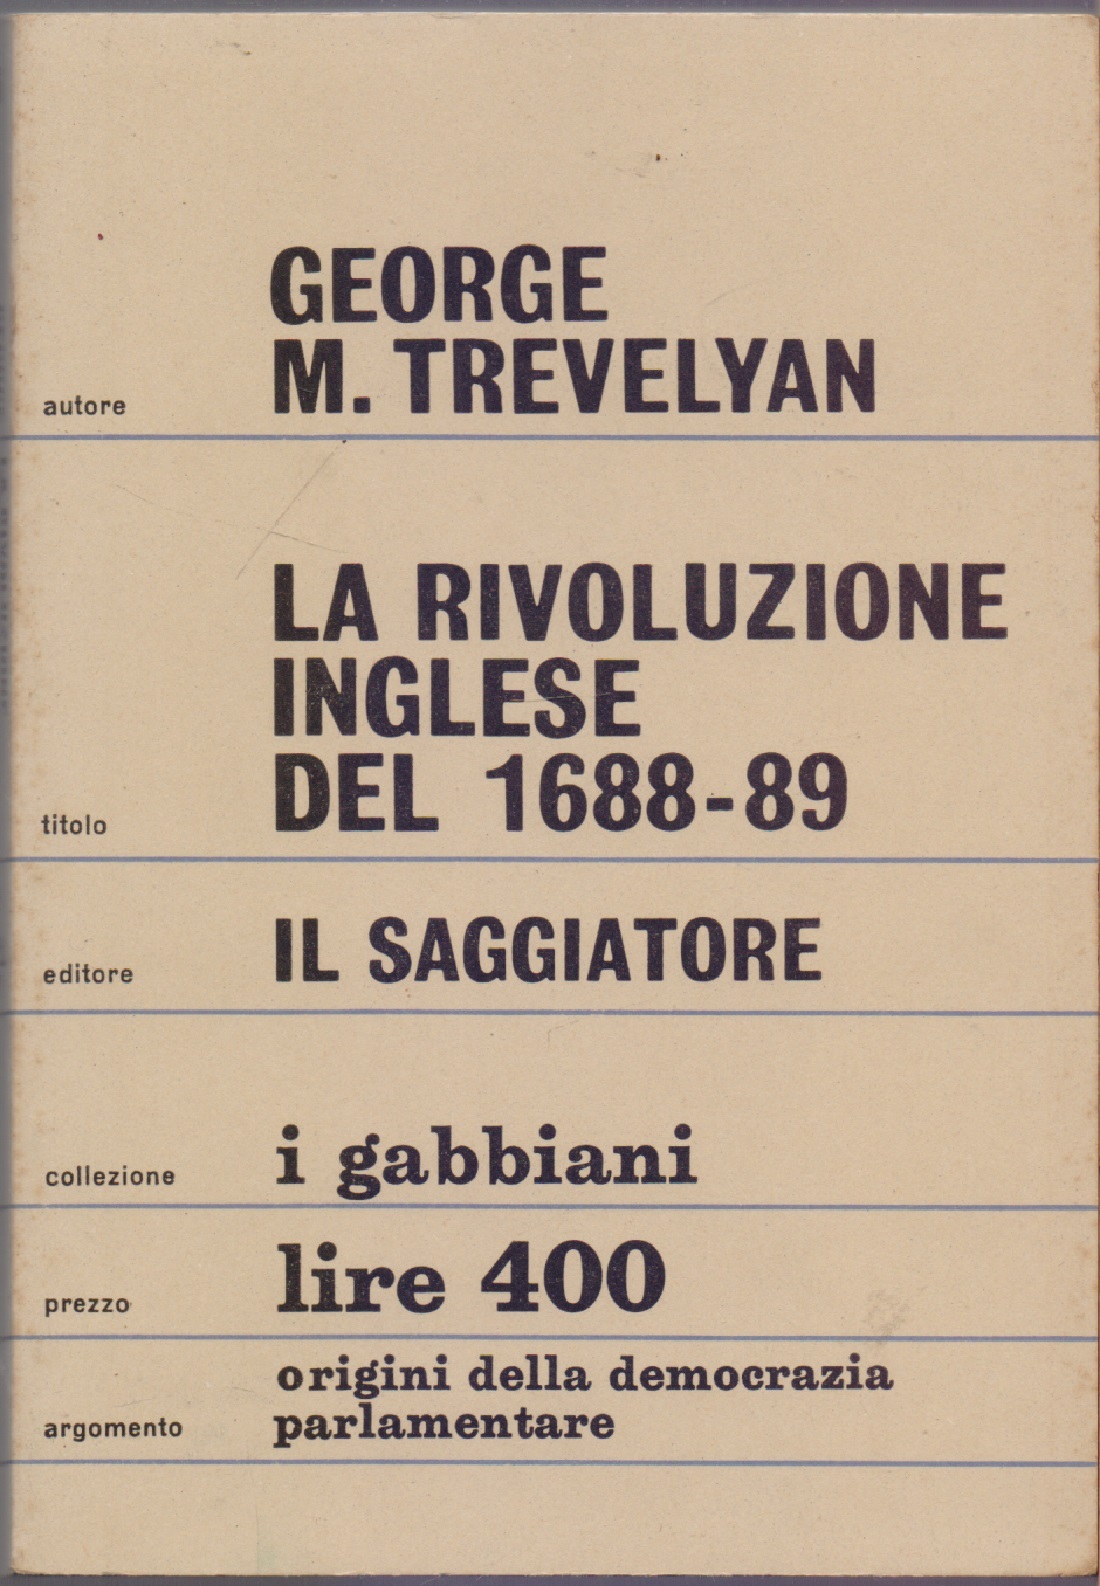 GEORGE
autore M. TREVELYAN
LA RIVOLUZIONE
INGLESE
titolo DEL 1688-89
editore IL SAGGIATORE
collezione i gabbiani
prezzo lire 400
origini della democrazia
argomento parlamentare